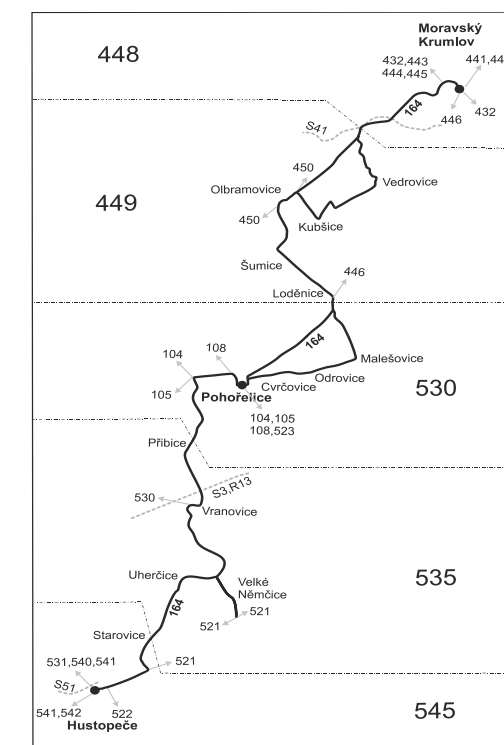 Moravský
Krumlov
448
432,443
444,445
441,44
164
446
432
S41
450
Olbramovice
Vedrovice
449
450
Kubšice
Šumice
446
Loděnice
164
104
108
Malešovice
Odrovice
Cvrčovice
530
105
Pohořelice
104,105
108,523
Přibice
S3,R13
530
Vranovice
Uherčice
Velké
Němčice
535
164
521
521
Starovice
531,540,541
521
S51
541,542
522
Hustopeče
545